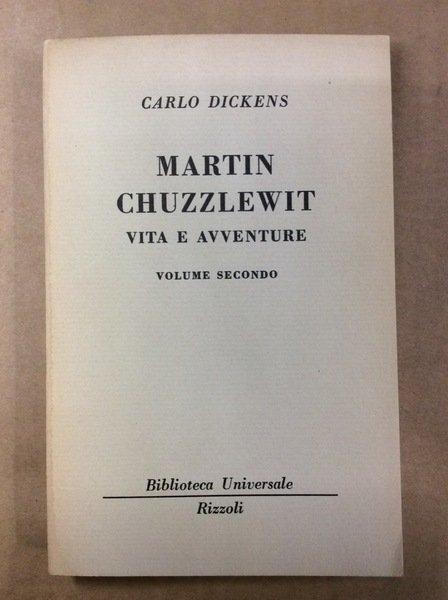 CARLO DICKENS
MARTIN
CHUZZLEWIT
VITA E AVVENTURE
VOLUME SECONDO
Biblioteca Universale
Rizzoli